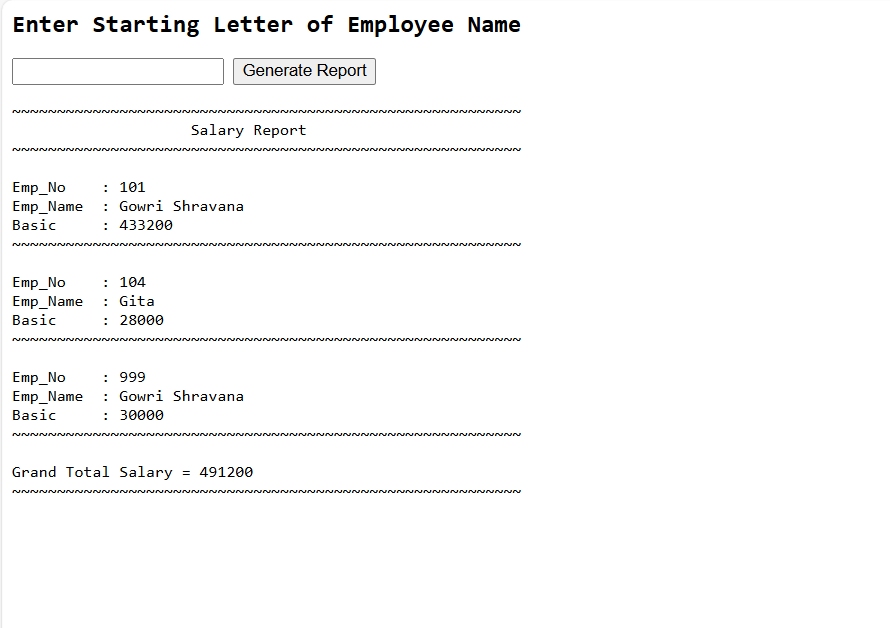 Enter Starting Letter of Employee Name
Generate Report
~~~~~~~~~~~~~~~~~~~~~~~~~~~~~~~~~~~~~~~~~~~~~~~~~~~~~~~~~
Salary Report
~~~~~~~~~~~~~~~~~~~~~~~~~~~~~~~~~~~~~~~~~~~~~~~~~~~~~~~~~
Emp_No    : 101
Emp_Name  : Gowri Shravana
Basic     : 433200
~~~~~~~~~~~~~~~~~~~~~~~~~~~~~~~~~~~~~~~~~~~~~~~~~~~~~~~~~
Emp_No    : 104
Emp_Name  : Gita
Basic     : 28000
~~~~~~~~~~~~~~~~~~~~~~~~~~~~~~~~~~~~~~~~~~~~~~~~~~~~~~~~~
Emp_No    : 999
Emp_Name  : Gowri Shravana
Basic     : 30000
~~~~~~~~~~~~~~~~~~~~~~~~~~~~~~~~~~~~~~~~~~~~~~~~~~~~~~~~~
Grand Total Salary = 491200
~~~~~~~~~~~~~~~~~~~~~~~~~~~~~~~~~~~~~~~~~~~~~~~~~~~~~~~~~